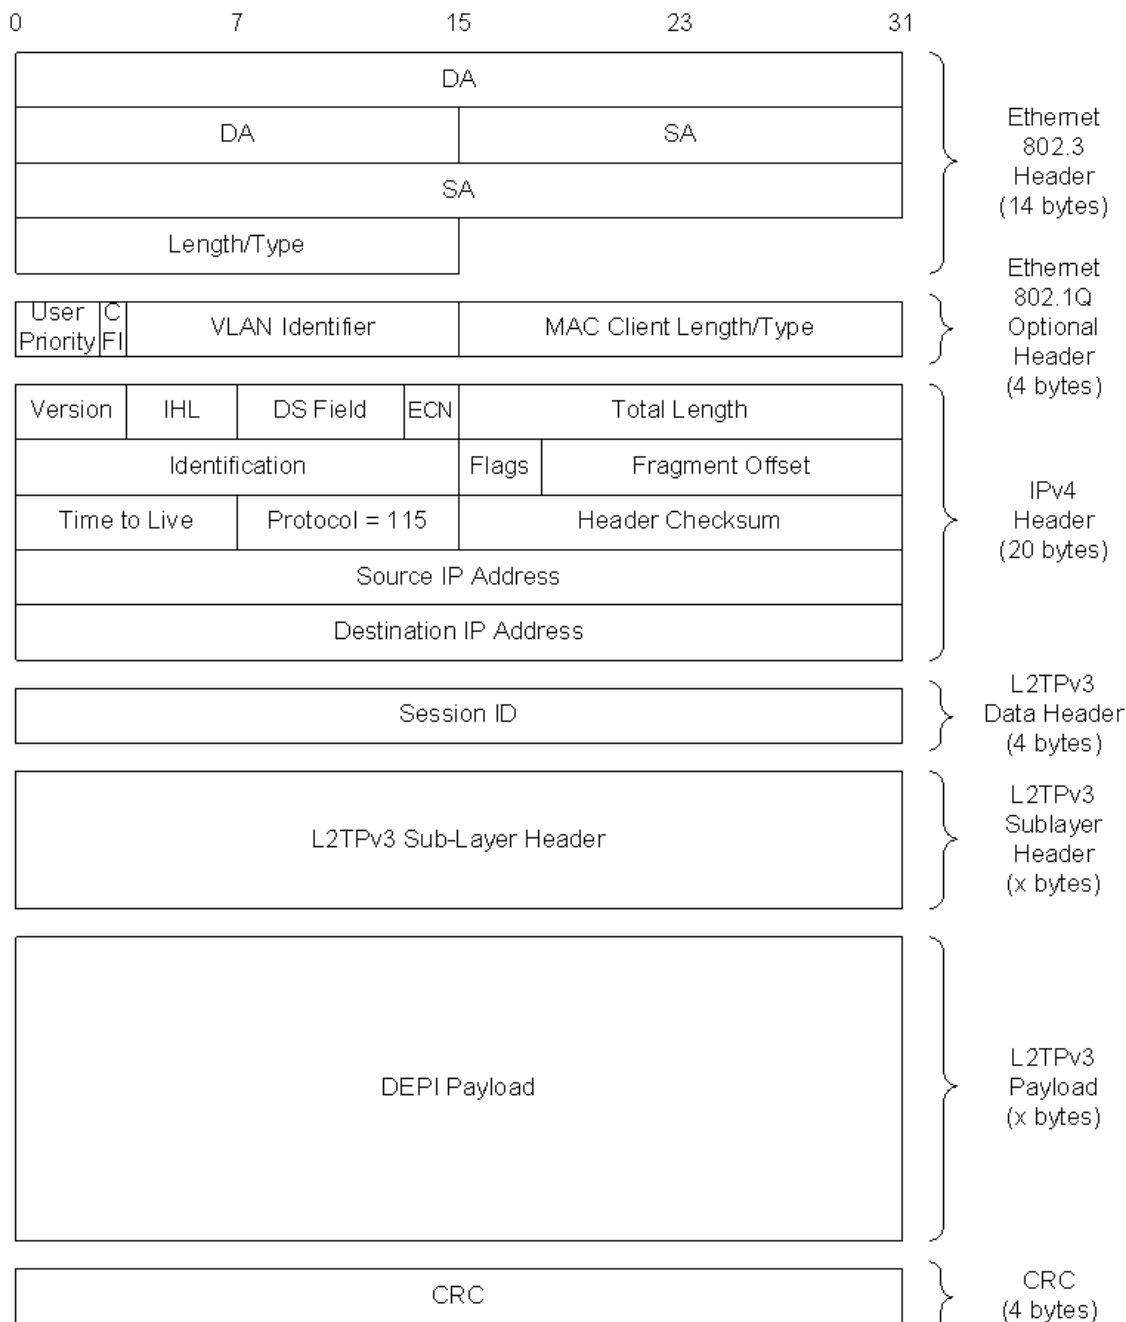 0 7 15 23 31
DA
DA SA
SA
Length/Type
Ethernet
802.3
Header
(14 bytes)
User
Priority
C
FI
VLAN Identifier
MAC Client Length/Type
Ethernet
802.1Q
Optional
Header
(4 bytes)
Version IHL DS Field ECN Total Length
Identification Flags Fragment Offset
Time to Live Protocol = 115 Header Checksum
Source IP Address
Destination IP Address
IPv4
Header
(20 bytes)
Session ID
L2TPv3
Data Header
(4 bytes)
L2TPv3 Sub-Layer Header
L2TPv3
Sublayer
Header
(x bytes)
DEPI Payload
L2TPv3
Payload
(x bytes)
CRC
CRC
(4 bytes)